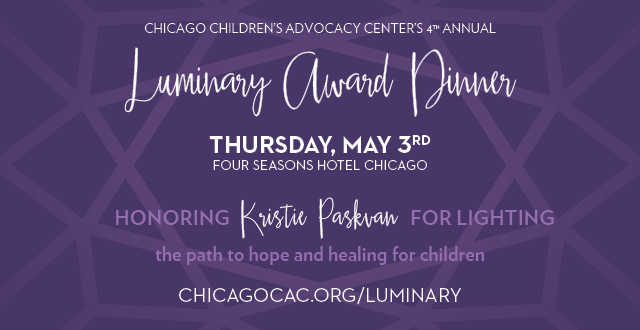 CHICAGO CHILDREN'S ADVOCACY CENTER'S 4TH ANNUAL
Luminary Award Dinner
THURSDAY, MAY 3RD
FOUR SEASONS HOTEL CHICAGO
HONORING Kristie Paskvan FOR LIGHTING
the path to hope and healing for children
CHICAGOCAC.ORG/LUMINARY